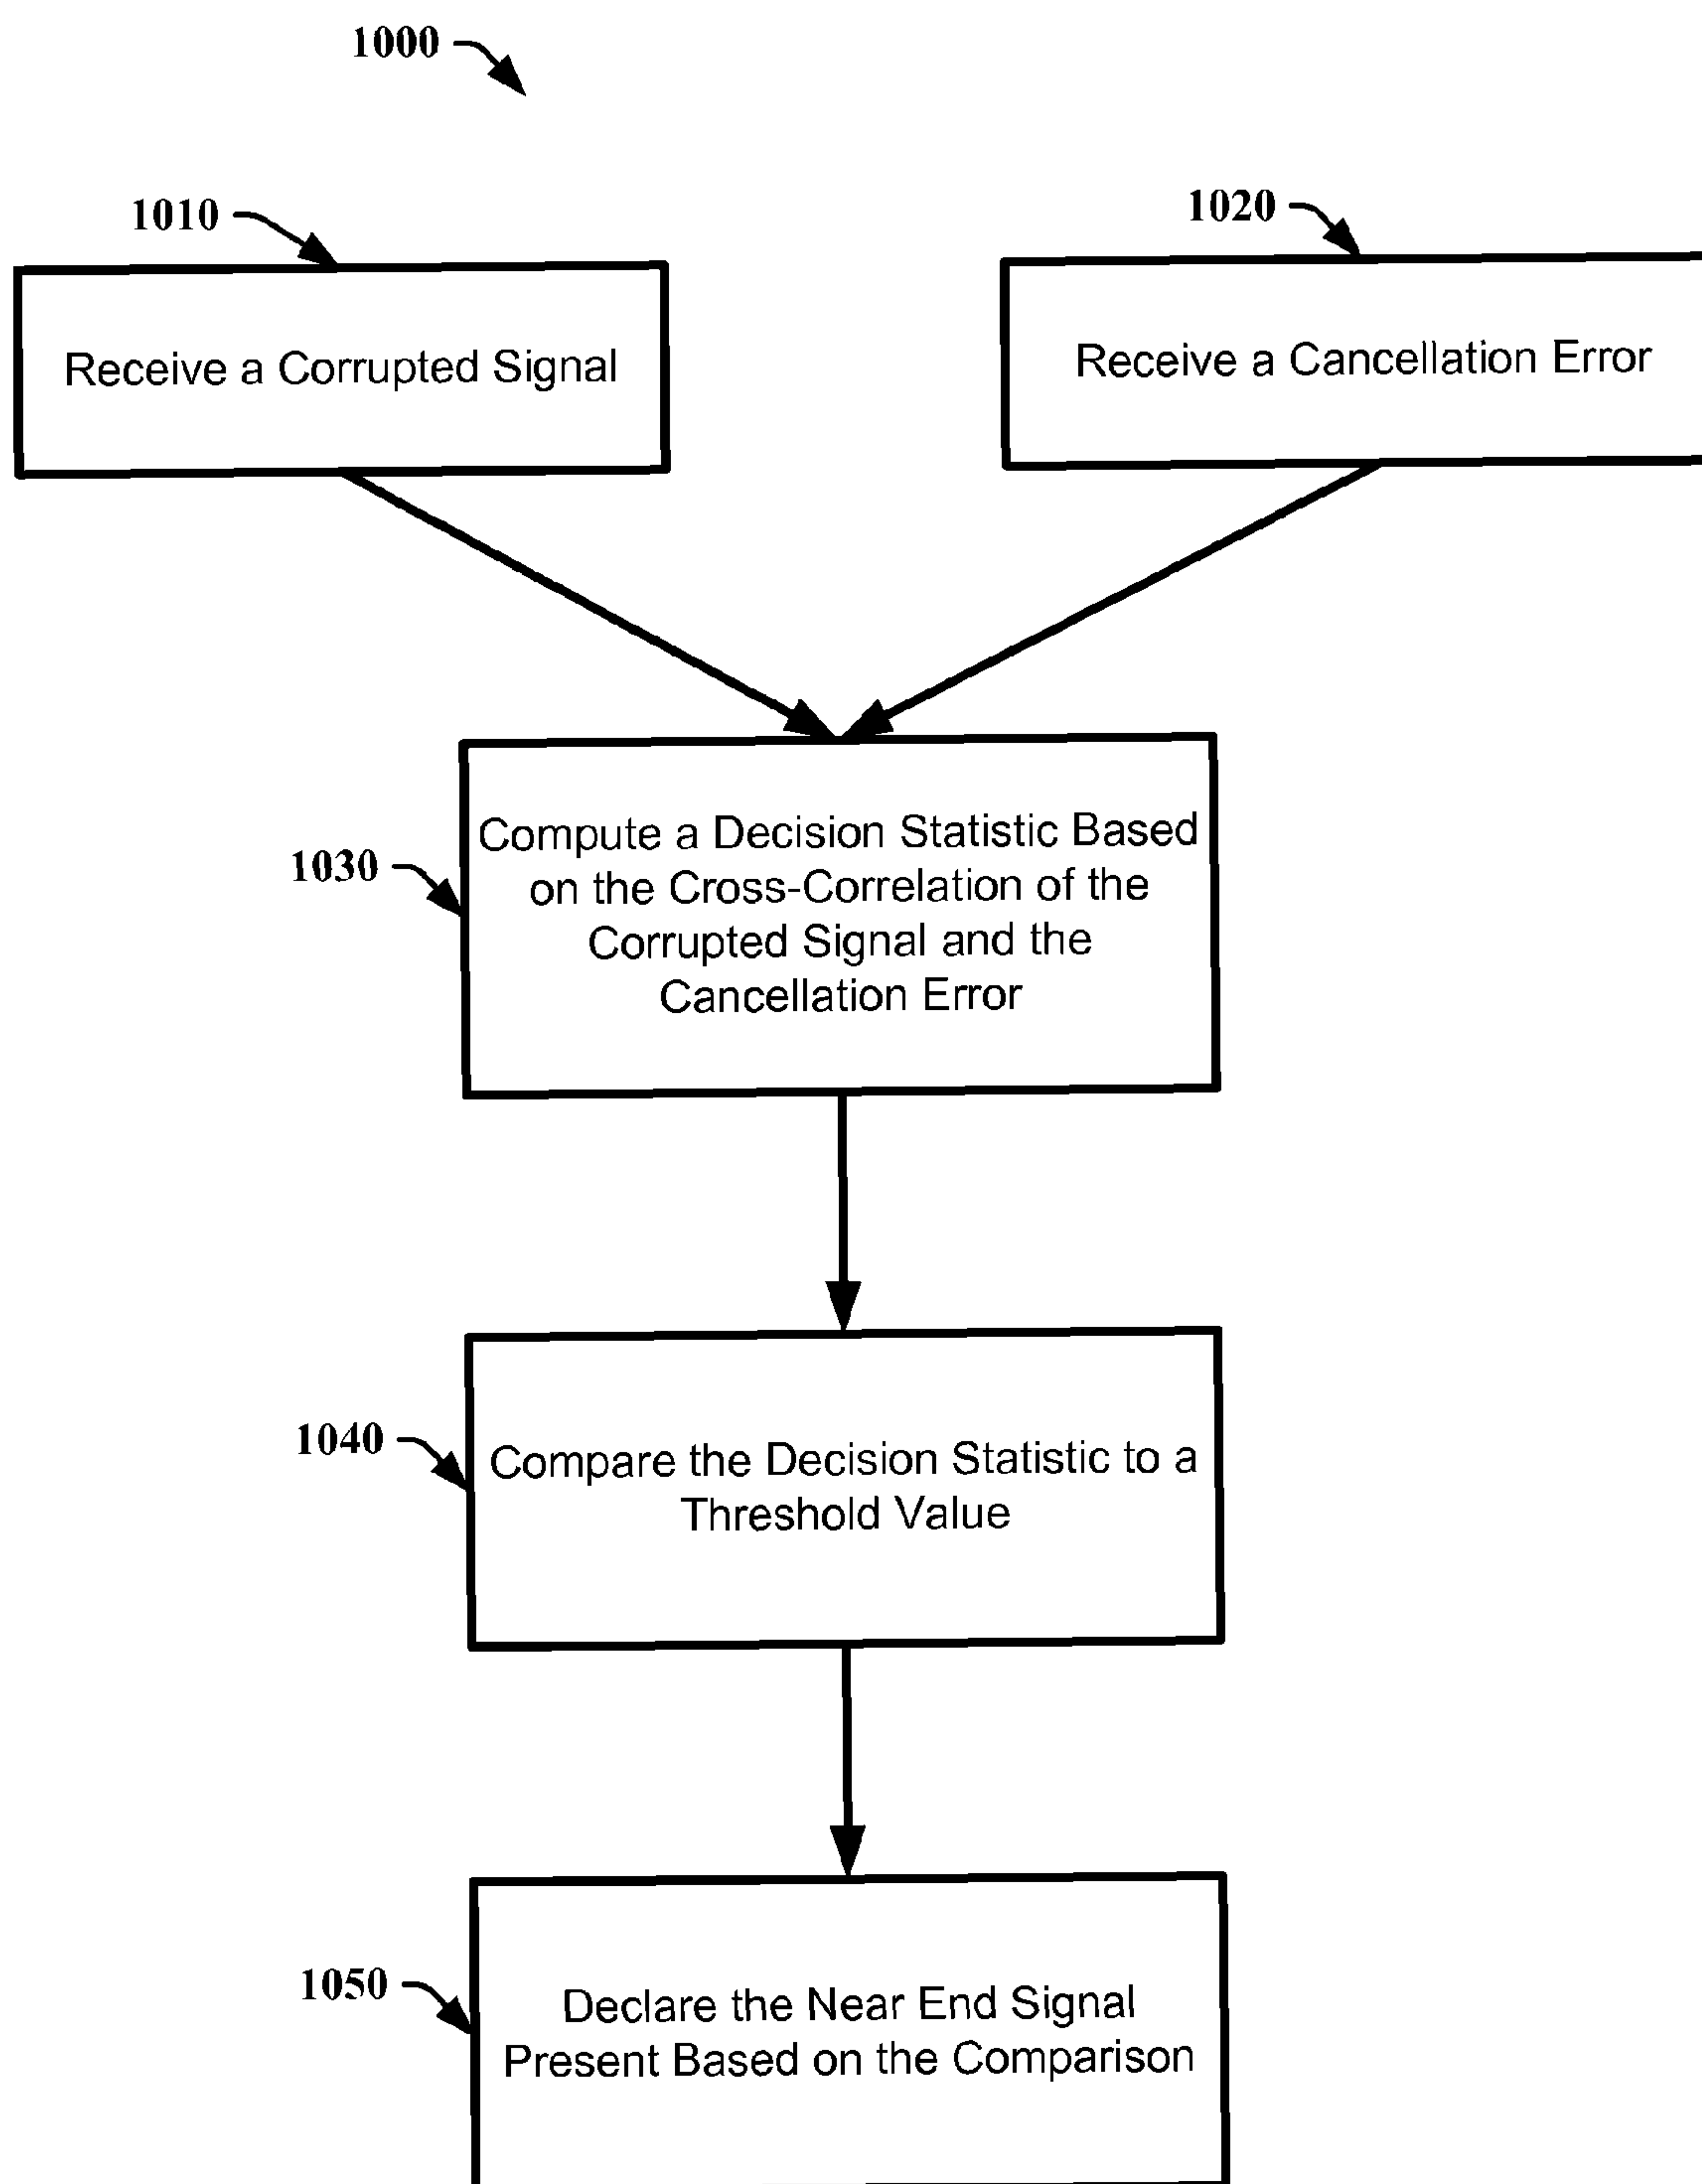 1000
1010
1020
Receive a Corrupted Signal
Receive a Cancellation Error
1030
Compute a Decision Statistic Based
on the Cross-Correlation of the
Corrupted Signal and the
Cancellation Error
1040
Compare the Decision Statistic to a
Threshold Value
1050
Declare the Near End Signal
Present Based on the Comparison